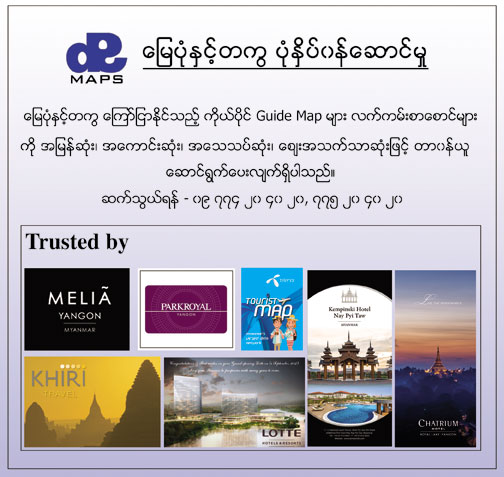 de
MAPS
မြေပုံနှင့်တကွ ပုံနှိပ်ဝန်ဆောင်မှု
မြေပုံနှင့်တကွ ကြော်ငြာနိုင်သည့် ကိုယ်ပိုင် Guide Map များ လက်ကမ်းစာစောင်များ
ကို အမြန်ဆုံး၊ အကောင်းဆုံး၊ အသေသပ်ဆုံး၊ ဈေးအသက်သာဆုံးဖြင့် တာဝန်ယူ
ဆောင်ရွက်ပေးလျက်ရှိပါသည်။
ဆက်သွယ်ရန် - ၀၉ ၇၇၄ ၂၀ ၄၀ ၂၀, ၇၇၅ ၂၀ ၄၀ ၂၀
Trusted by
MELIÃ
YANGON
MYANMAR
PARKROYAL
YANGON
telenor
TOURIST
MAP
Kempinski Hotel
Nay Pyi Taw
MYANMAR
CHATRIUM
HOTEL
ROYAL LAKE YANGON
KHIRI
TRAVEL
LOTTE
HOTELS & RESORTS